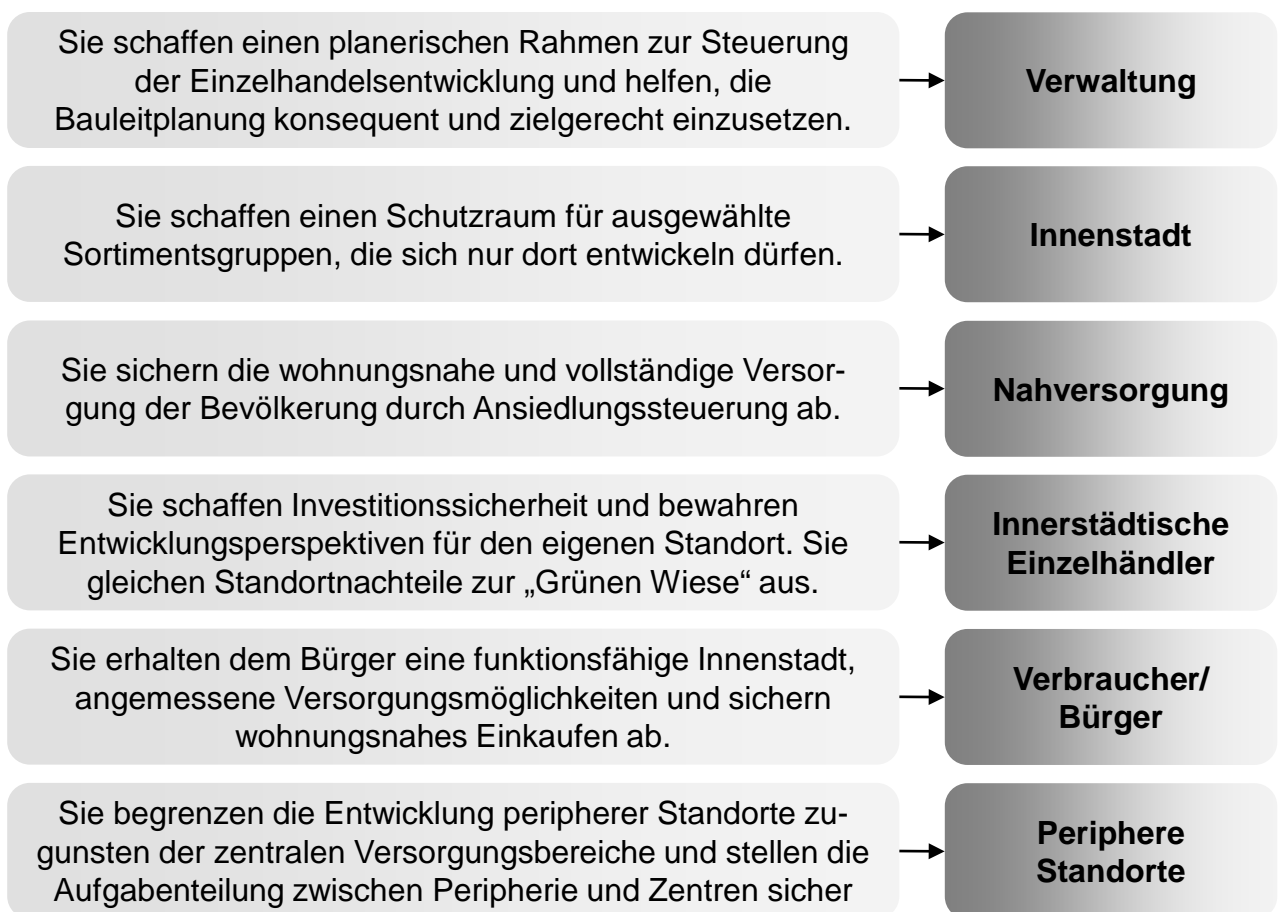 Sie schaffen einen planerischen Rahmen zur Steuerung
der Einzelhandelsentwicklung und helfen, die
Bauleitplanung konsequent und zielgerecht einzusetzen.
Verwaltung
Sie schaffen einen Schutzraum für ausgewählte
Sortimentsgruppen, die sich nur dort entwickeln dürfen.
Innenstadt
Sie sichern die wohnungsnahe und vollständige Versor-
gung der Bevölkerung durch Ansiedlungssteuerung ab.
Nahversorgung
Sie schaffen Investitionssicherheit und bewahren
Entwicklungsperspektiven für den eigenen Standort. Sie
gleichen Standortnachteile zur „Grünen Wiese“ aus.
Innerstädtische
Einzelhändler
Sie erhalten dem Bürger eine funktionsfähige Innenstadt,
angemessene Versorgungsmöglichkeiten und sichern
wohnungsnahes Einkaufen ab.
Verbraucher/
Bürger
Sie begrenzen die Entwicklung peripherer Standorte zu-
gunsten der zentralen Versorgungsbereiche und stellen die
Aufgabenteilung zwischen Peripherie und Zentren sicher
Periphere
Standorte